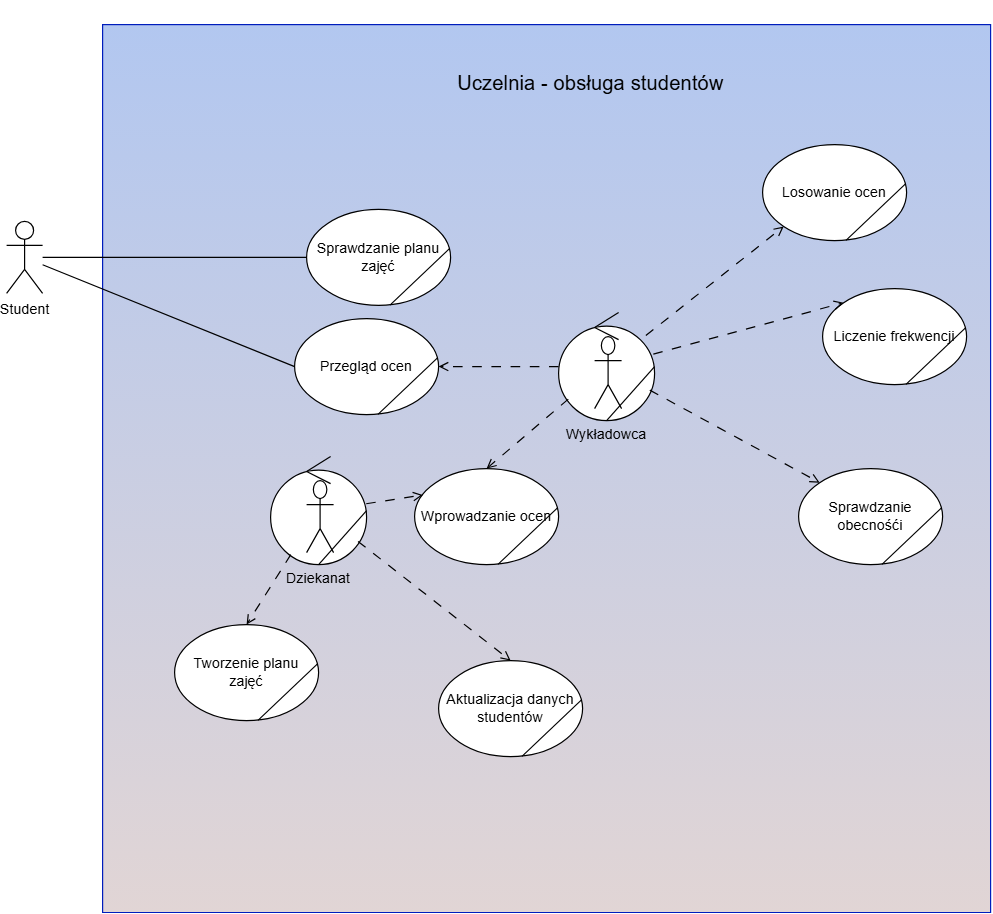 Uczelnia - obsługa studentów
Losowanie ocen
Sprawdzanie planu
zajęć
Student
Liczenie frekwencji
Przegląd ocen
Wykładowca
Sprawdzanie
obecnośći
Wprowadzanie ocen
Dziekanat
Tworzenie planu
zajęć
Aktualizacja danych
studentów